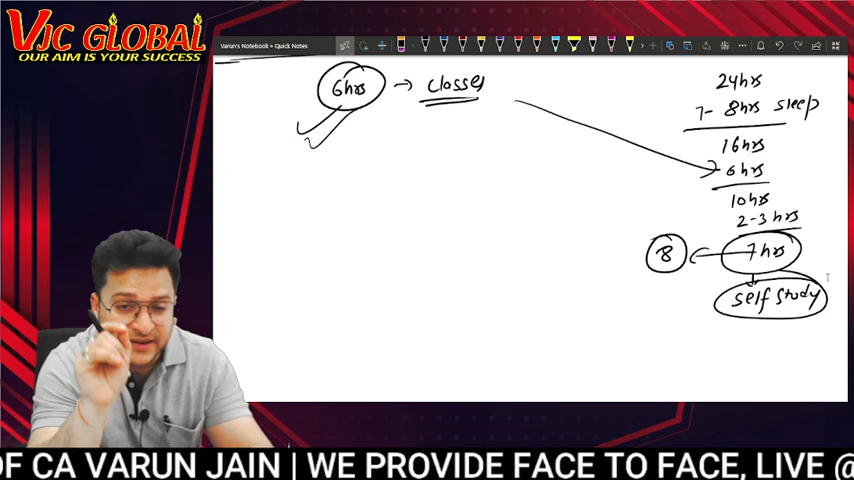 VJC GLOBAL
OUR AIM IS YOUR SUCCESS
Varun's Notebook » Quick Notes
6hrs → classes
24hrs
7-8hrs sleep
16hrs
6hrs
10hrs
2-3 hrs
8
7hrs
self study
OF CA VARUN JAIN | WE PROVIDE FACE TO FACE, LIVE @